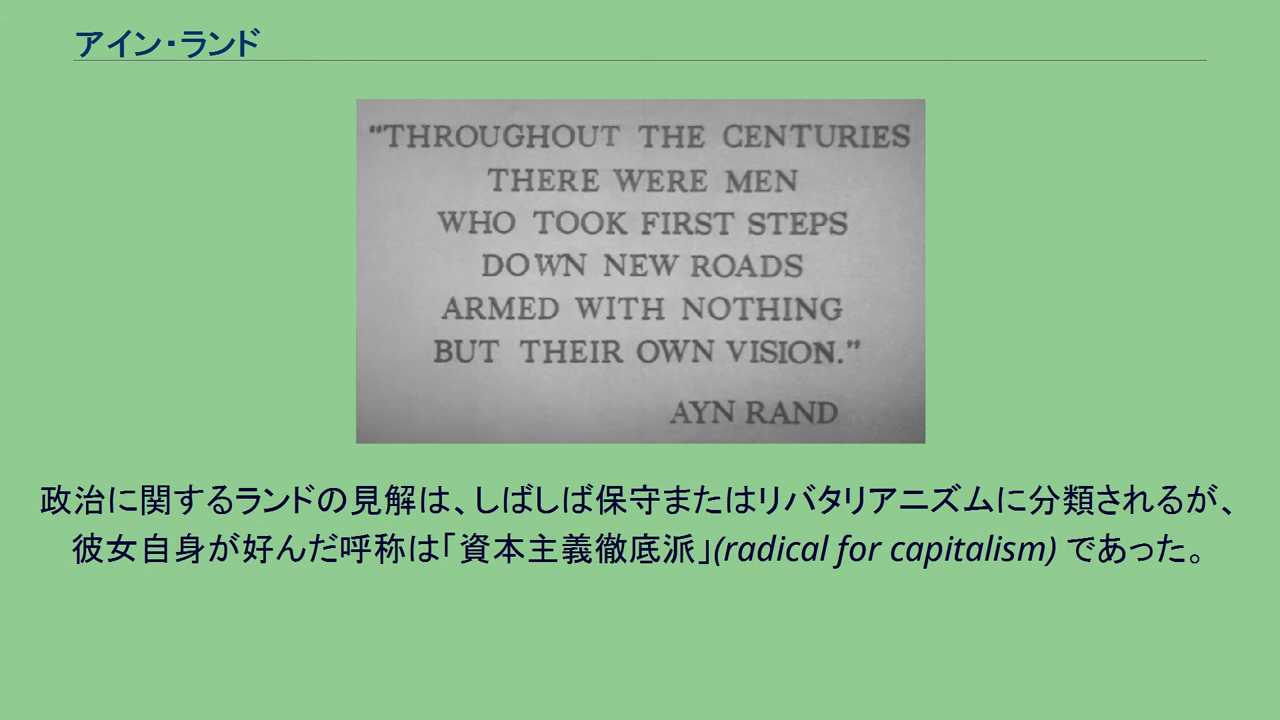 アイン・ランド
“THROUGHOUT THE CENTURIES
THERE WERE MEN
WHO TOOK FIRST STEPS
DOWN NEW ROADS
ARMED WITH NOTHING
BUT THEIR OWN VISION.”
AYN RAND
政治に関するランドの見解は、しばしば保守またはリバタリアニズムに分類されるが、
彼女自身が好んだ呼称は「資本主義徹底派」(radical for capitalism) であった。